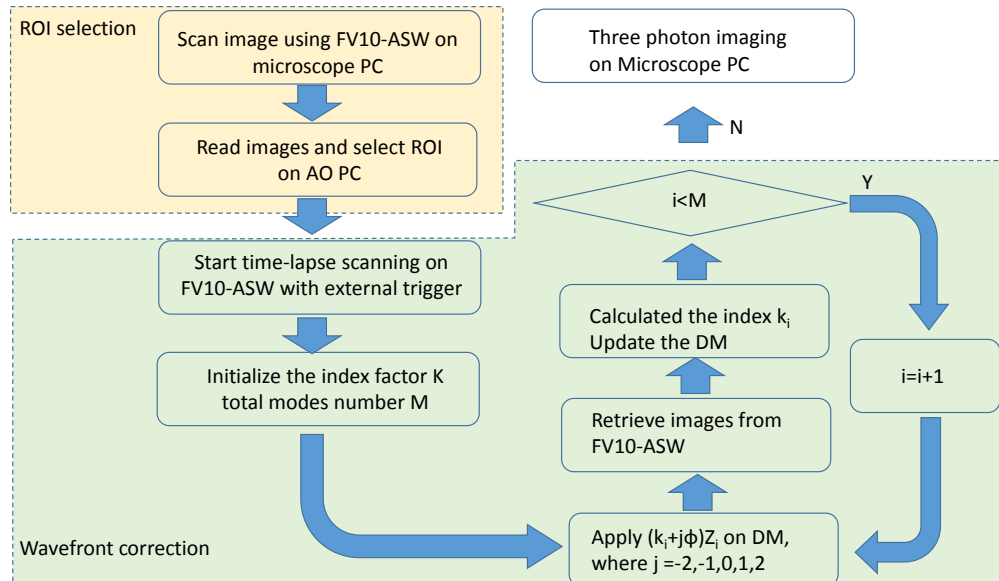 ROI selection
Scan image using FV10-ASW on
microscope PC
Read images and select ROI
on AO PC
Start time-lapse scanning on
FV10-ASW with external trigger
Initialize the index factor K
total modes number M
Wavefront correction
Apply (kᵢ+jϕ)Zᵢ on DM,
where j =-2,-1,0,1,2
Retrieve images from
FV10-ASW
Calculated the index kᵢ
Update the DM
i<M
Y
i=i+1
N
Three photon imaging
on Microscope PC